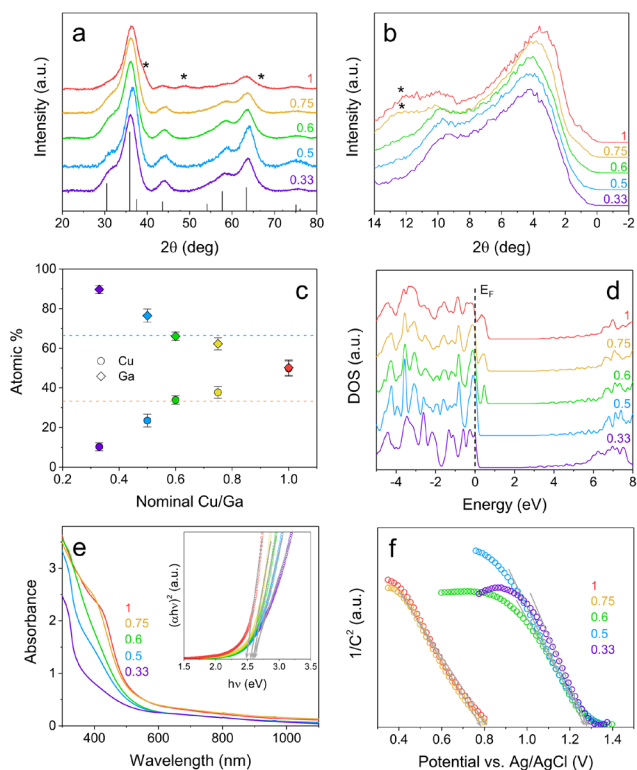 a
Intensity (a.u.)
*
*
*
1
0.75
0.6
0.5
0.33
20 30 40 50 60 70 80
2θ (deg)
b
Intensity (a.u.)
*
*
1
0.75
0.6
0.5
0.33
14 12 10 8 6 4 2 0 -2
2θ (deg)
c
Atomic %
100
90
80
70
60
50
40
30
20
10
0
Cu
Ga
0.2 0.4 0.6 0.8 1.0
Nominal Cu/Ga
d
DOS (a.u.)
E_F
1
0.75
0.6
0.5
0.33
-4 -2 0 2 4 6 8
Energy (eV)
e
Absorbance
3
2
1
0
1
0.75
0.6
0.5
0.33
400 600 800 1000
Wavelength (nm)
(αhν)² (a.u.)
1.5 2.0 2.5 3.0 3.5
hν (eV)
f
1/C² (a.u.)
1
0.75
0.6
0.5
0.33
0.4 0.6 0.8 1.0 1.2 1.4
Potential vs. Ag/AgCl (V)